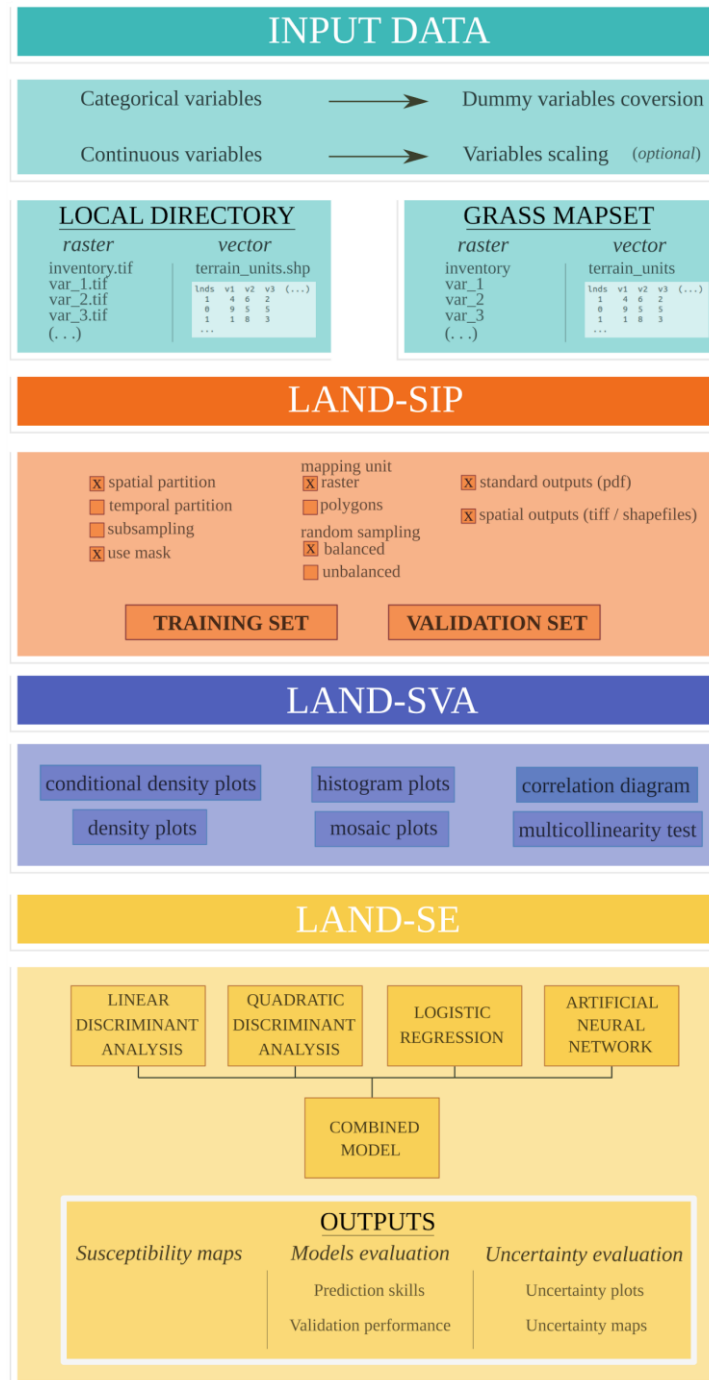 INPUT DATA
Categorical variables Dummy variables coversion
Continuous variables Variables scaling (optional)
LOCAL DIRECTORY
raster vector
inventory.tif terrain_units.shp
var_1.tif
var_2.tif
var_3.tif
(. . .)
lnds v1 v2 v3 (...)
1 4 6 2
0 9 5 5
1 1 8 3
...
GRASS MAPSET
raster vector
inventory terrain_units
var_1
var_2
var_3
(. . .)
lnds v1 v2 v3 (...)
1 4 6 2
0 9 5 5
1 1 8 3
...
LAND-SIP
X spatial partition
temporal partition
subsampling
X use mask
mapping unit
X raster
polygons
random sampling
X balanced
unbalanced
X standard outputs (pdf)
X spatial outputs (tiff / shapefiles)
TRAINING SET
VALIDATION SET
LAND-SVA
conditional density plots
histogram plots
correlation diagram
density plots
mosaic plots
multicollinearity test
LAND-SE
LINEAR
DISCRIMINANT
ANALYSIS
QUADRATIC
DISCRIMINANT
ANALYSIS
LOGISTIC
REGRESSION
ARTIFICIAL
NEURAL
NETWORK
COMBINED
MODEL
OUTPUTS
Susceptibility maps Models evaluation Uncertainty evaluation
Prediction skills Uncertainty plots
Validation performance Uncertainty maps